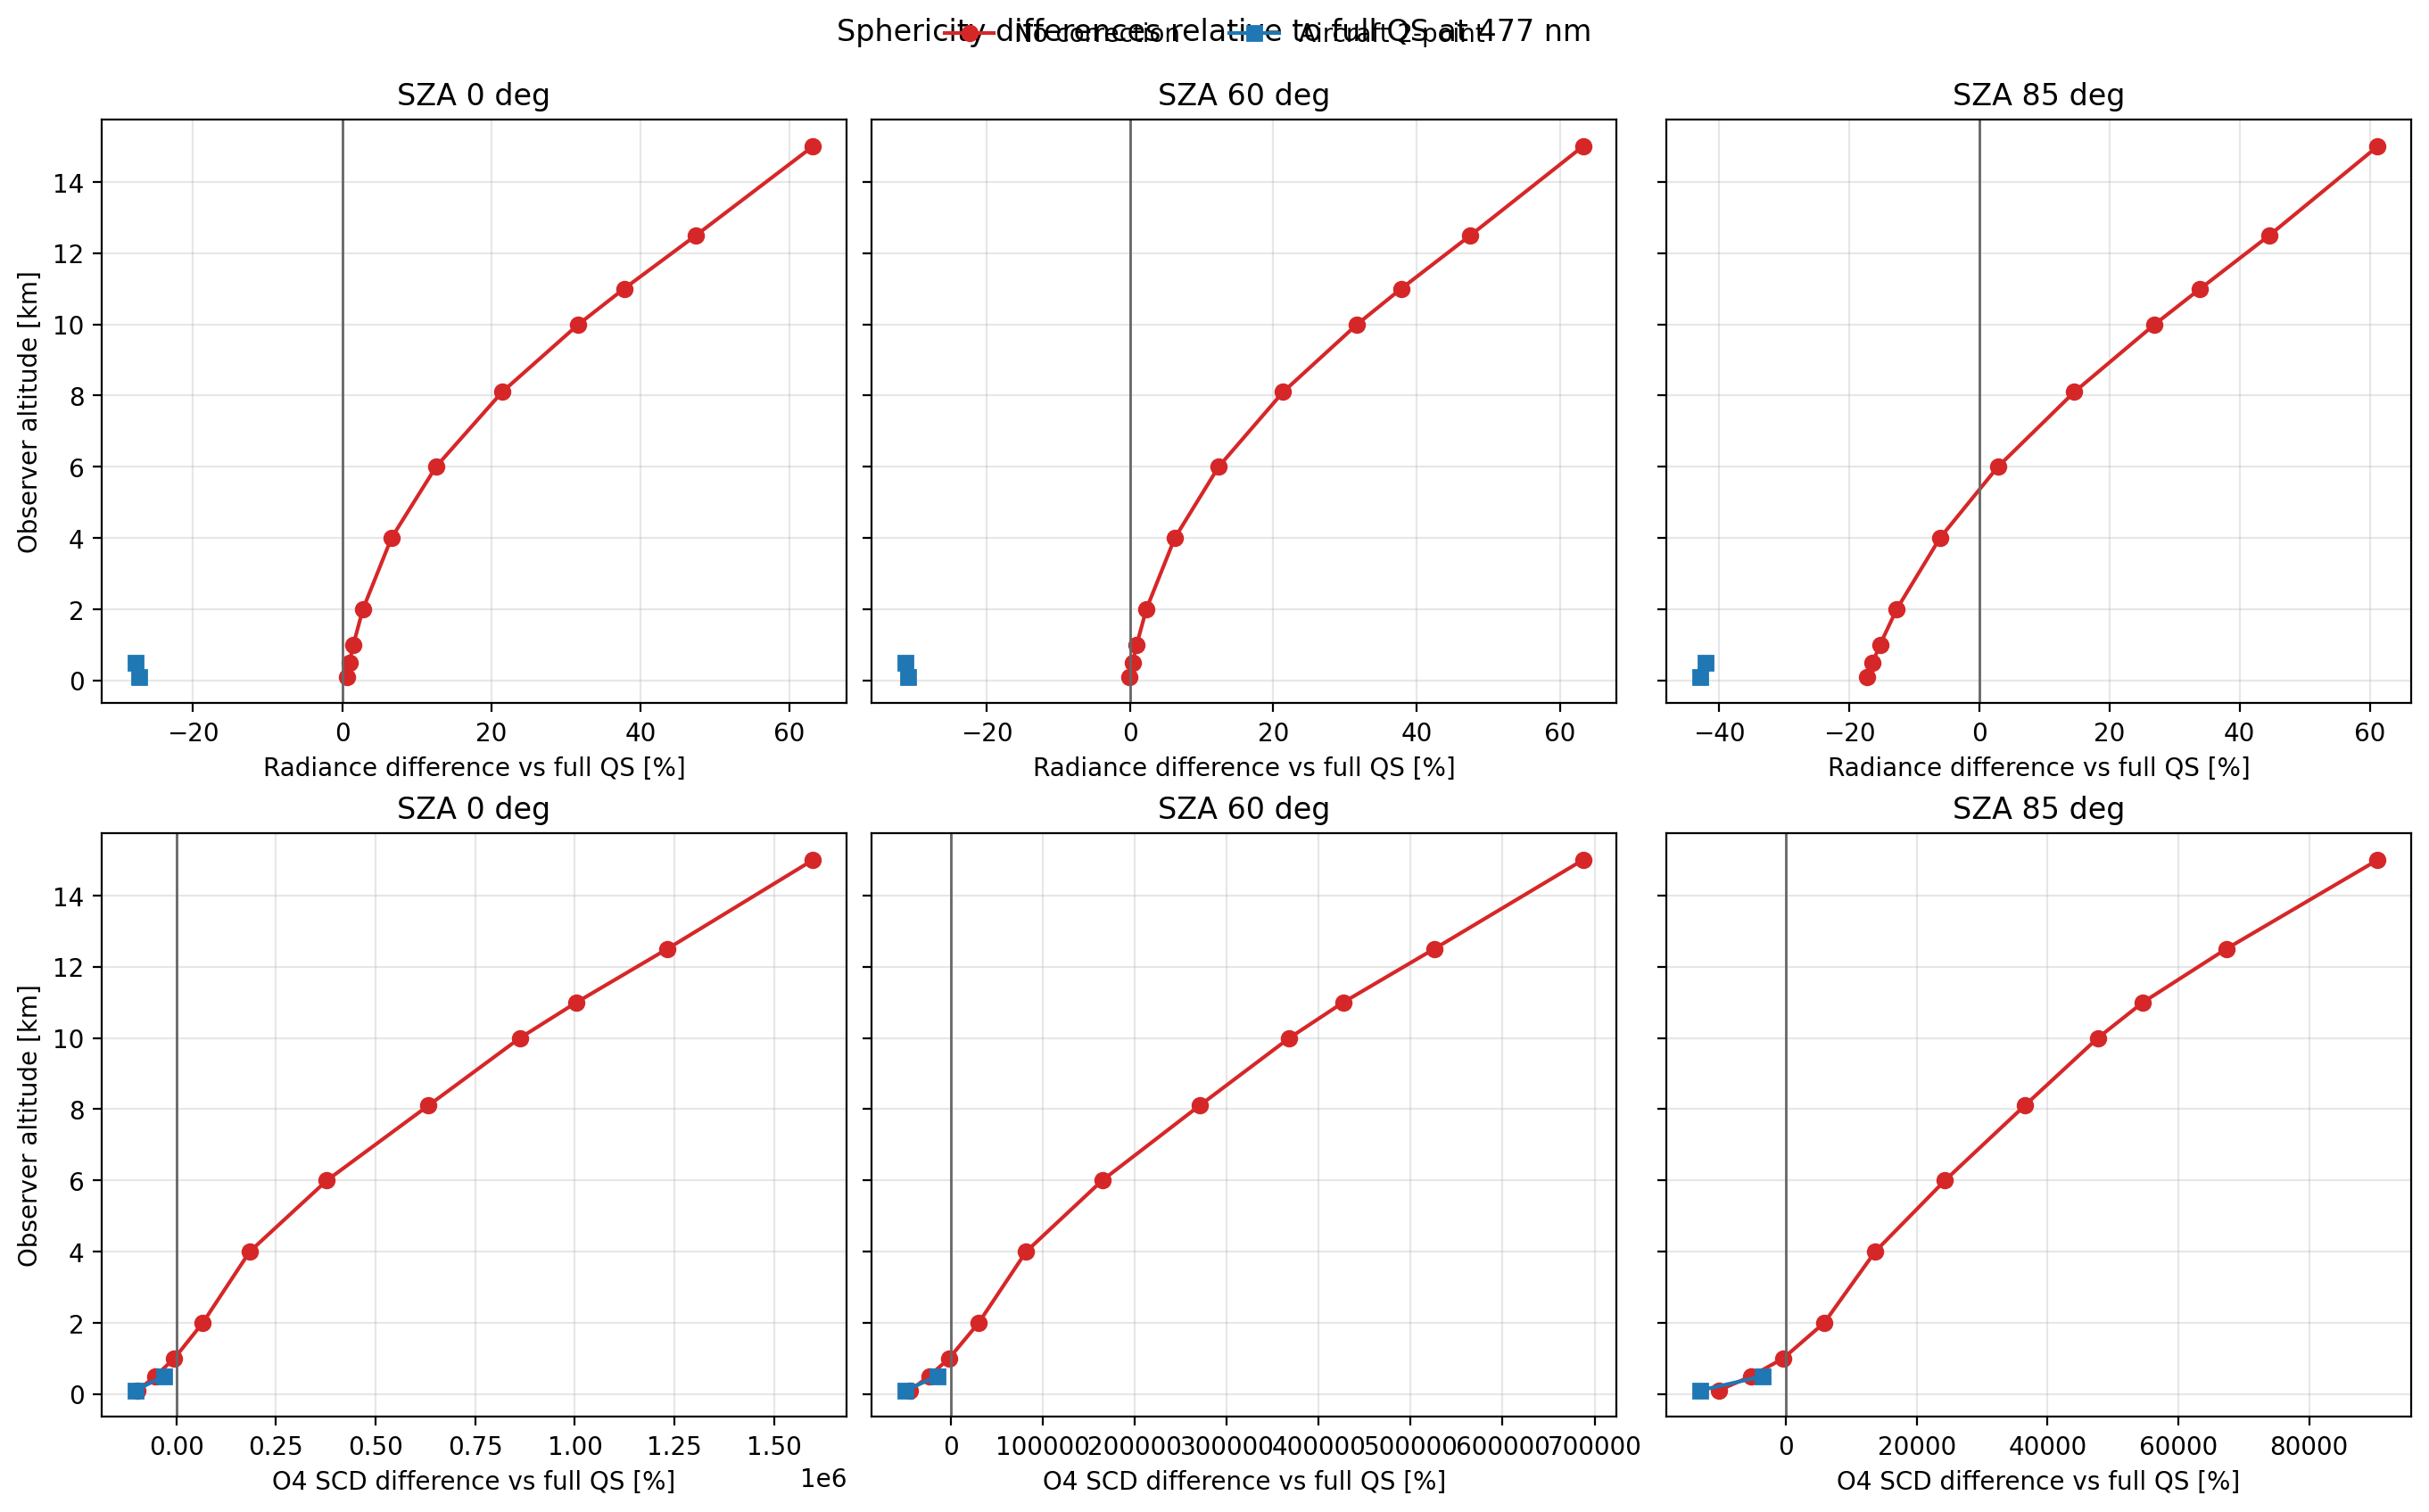 Sphericity differences relative to full QS at 477 nm
No correction Aircraft 2-point
SZA 0 deg SZA 60 deg SZA 85 deg
Observer altitude [km]
14
12
10
8
6
4
2
0
−20 0 20 40 60 −20 0 20 40 60 −40 −20 0 20 40 60
Radiance difference vs full QS [%] Radiance difference vs full QS [%] Radiance difference vs full QS [%]
SZA 0 deg SZA 60 deg SZA 85 deg
Observer altitude [km]
14
12
10
8
6
4
2
0
0.00 0.25 0.50 0.75 1.00 1.25 1.50 0 100000 200000 300000 400000 500000 600000 700000 0 20000 40000 60000 80000
1e6
O4 SCD difference vs full QS [%] O4 SCD difference vs full QS [%] O4 SCD difference vs full QS [%]